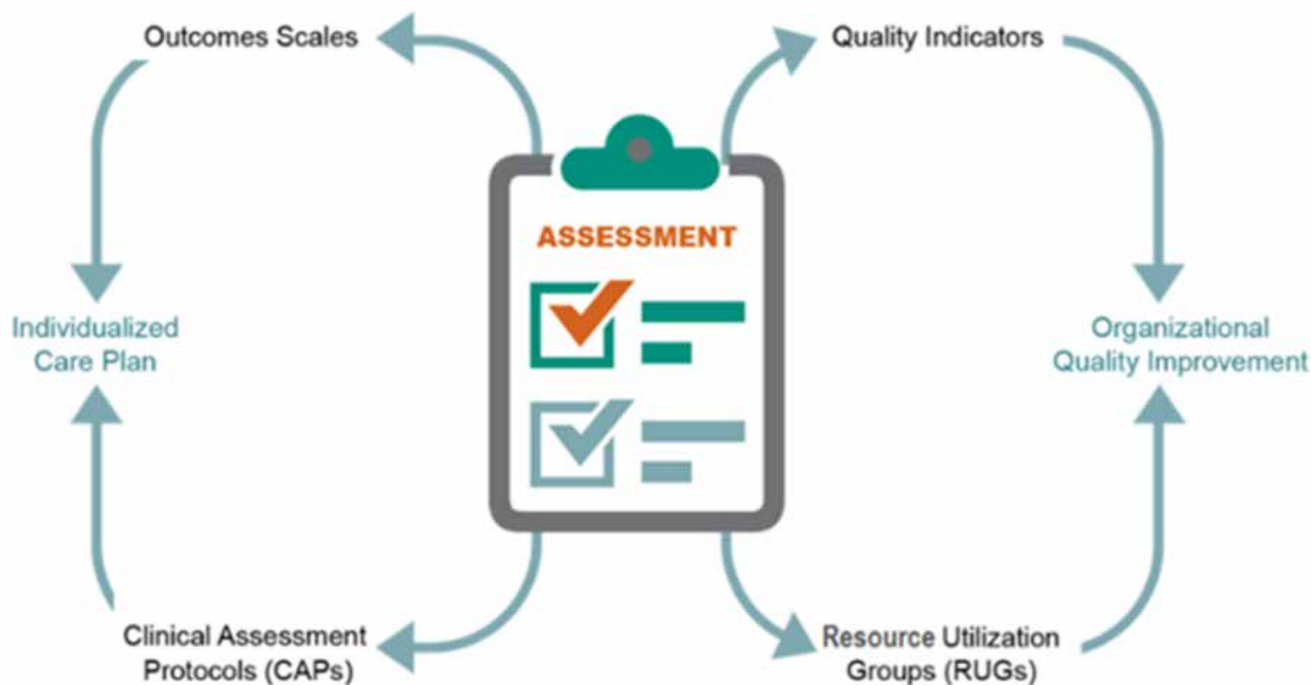 Outcomes Scales
Quality Indicators
ASSESSMENT
Individualized
Care Plan
Organizational
Quality Improvement
Clinical Assessment
Protocols (CAPs)
Resource Utilization
Groups (RUGs)